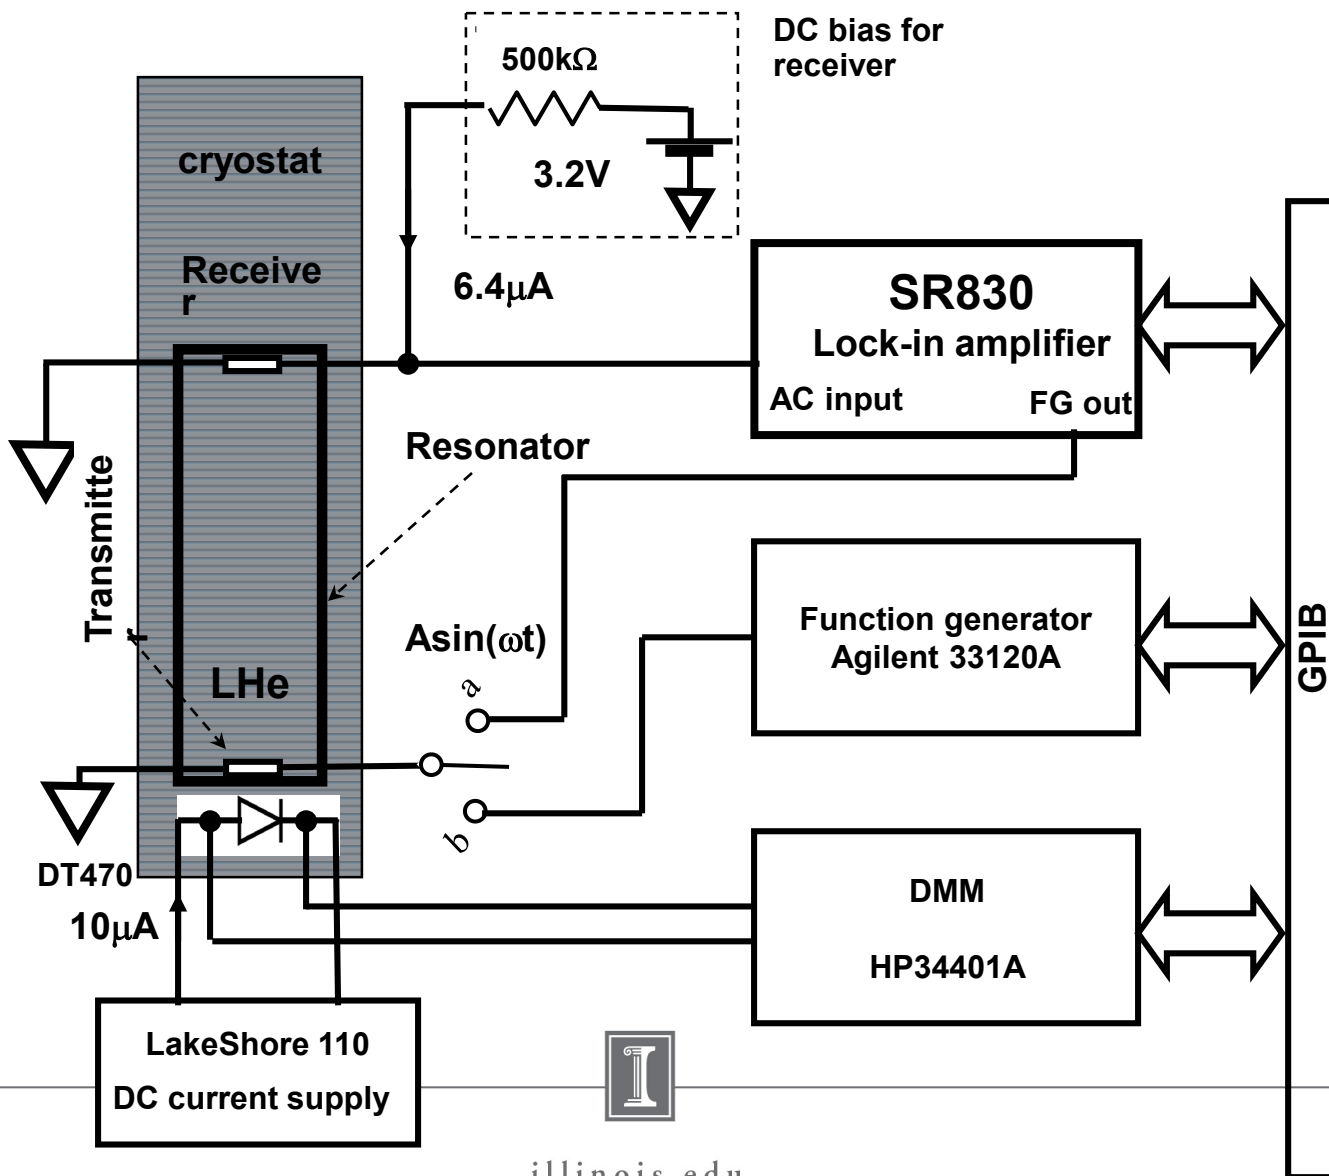 500kΩ
3.2V
DC bias for
receiver
cryostat
Receive
r
6.4μA
SR830
Lock-in amplifier
AC input
FG out
Resonator
Transmitte
r
Asin(ωt)
a
LHe
b
Function generator
Agilent 33120A
GPIB
DT470
10μA
DMM
HP34401A
LakeShore 110
DC current supply
I
illinois.edu